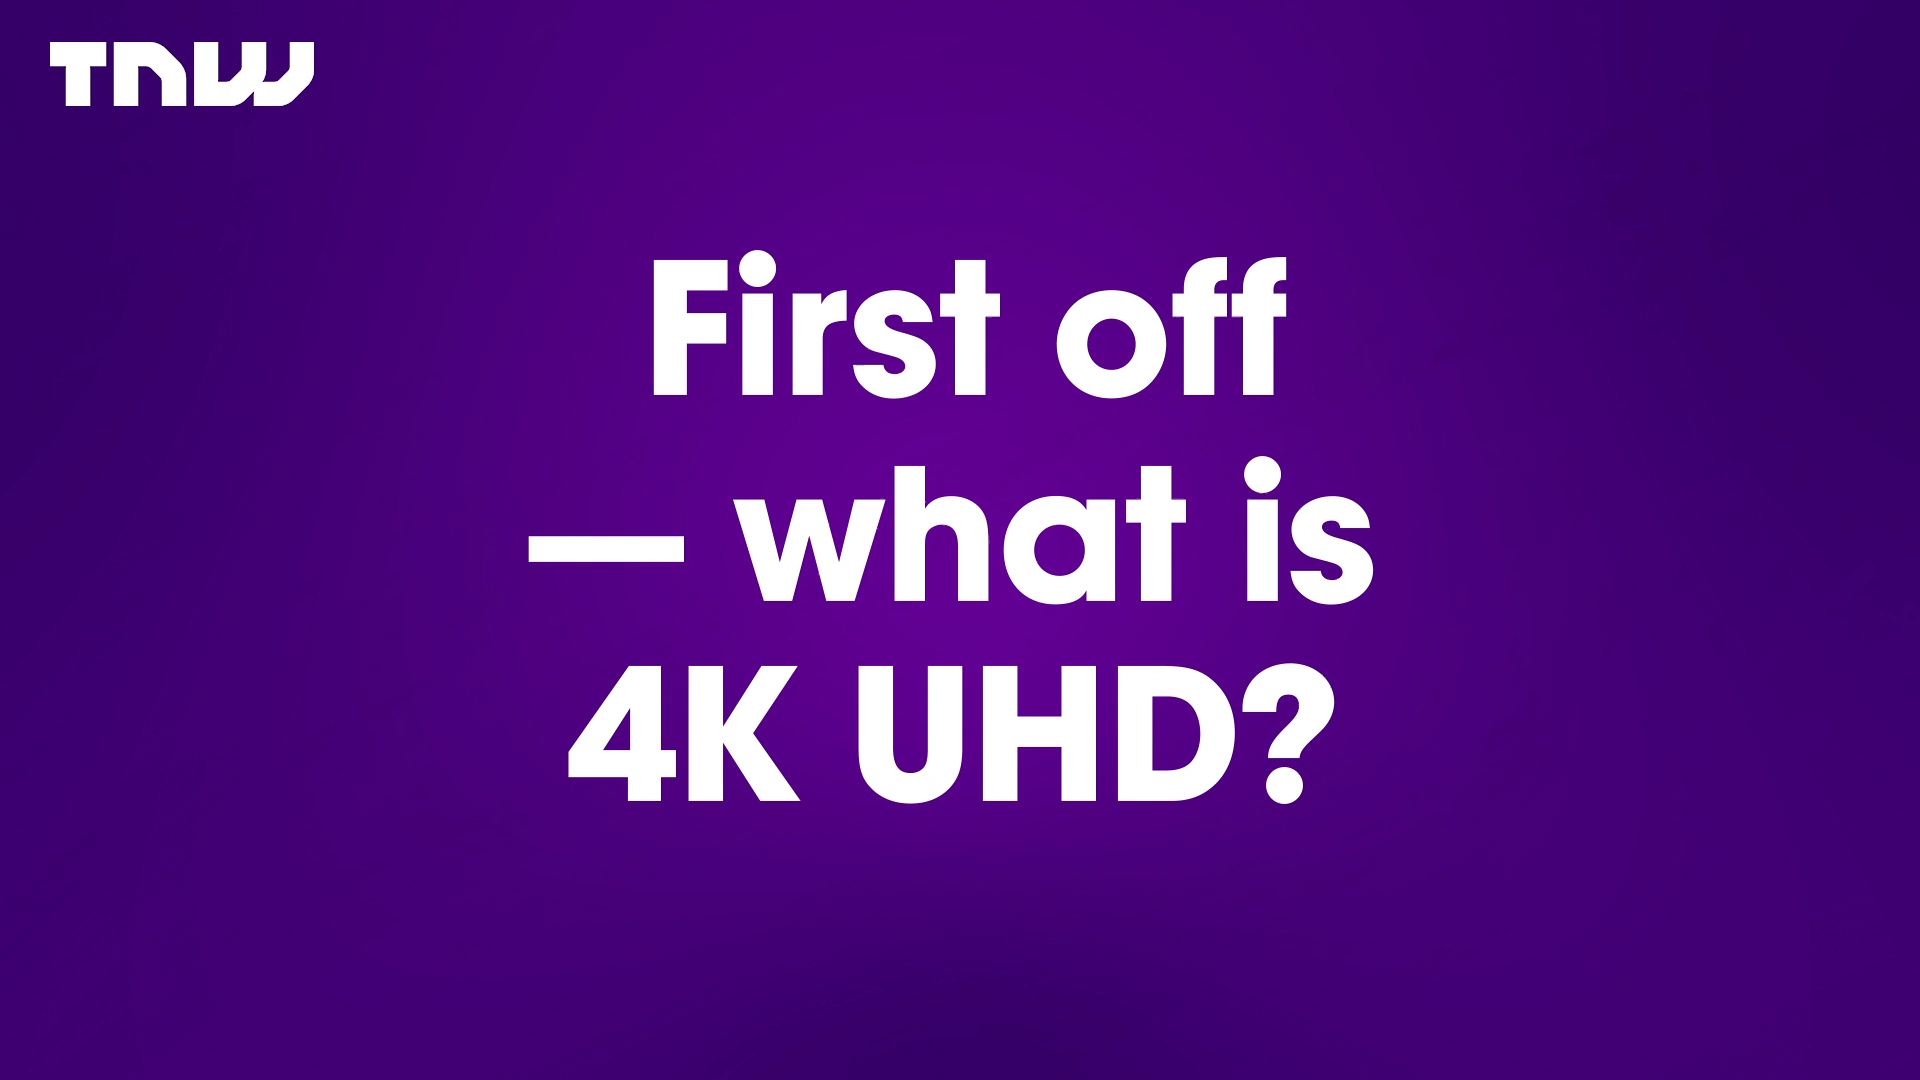 TNW
First off
— what is
4K UHD?